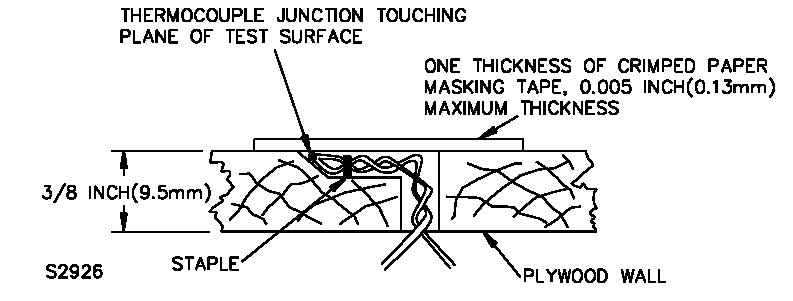 THERMOCOUPLE JUNCTION TOUCHING
PLANE OF TEST SURFACE
ONE THICKNESS OF CRIMPED PAPER
MASKING TAPE, 0.005 INCH(0.13mm)
MAXIMUM THICKNESS
3/8 INCH(9.5mm)
STAPLE
S2926
PLYWOOD WALL